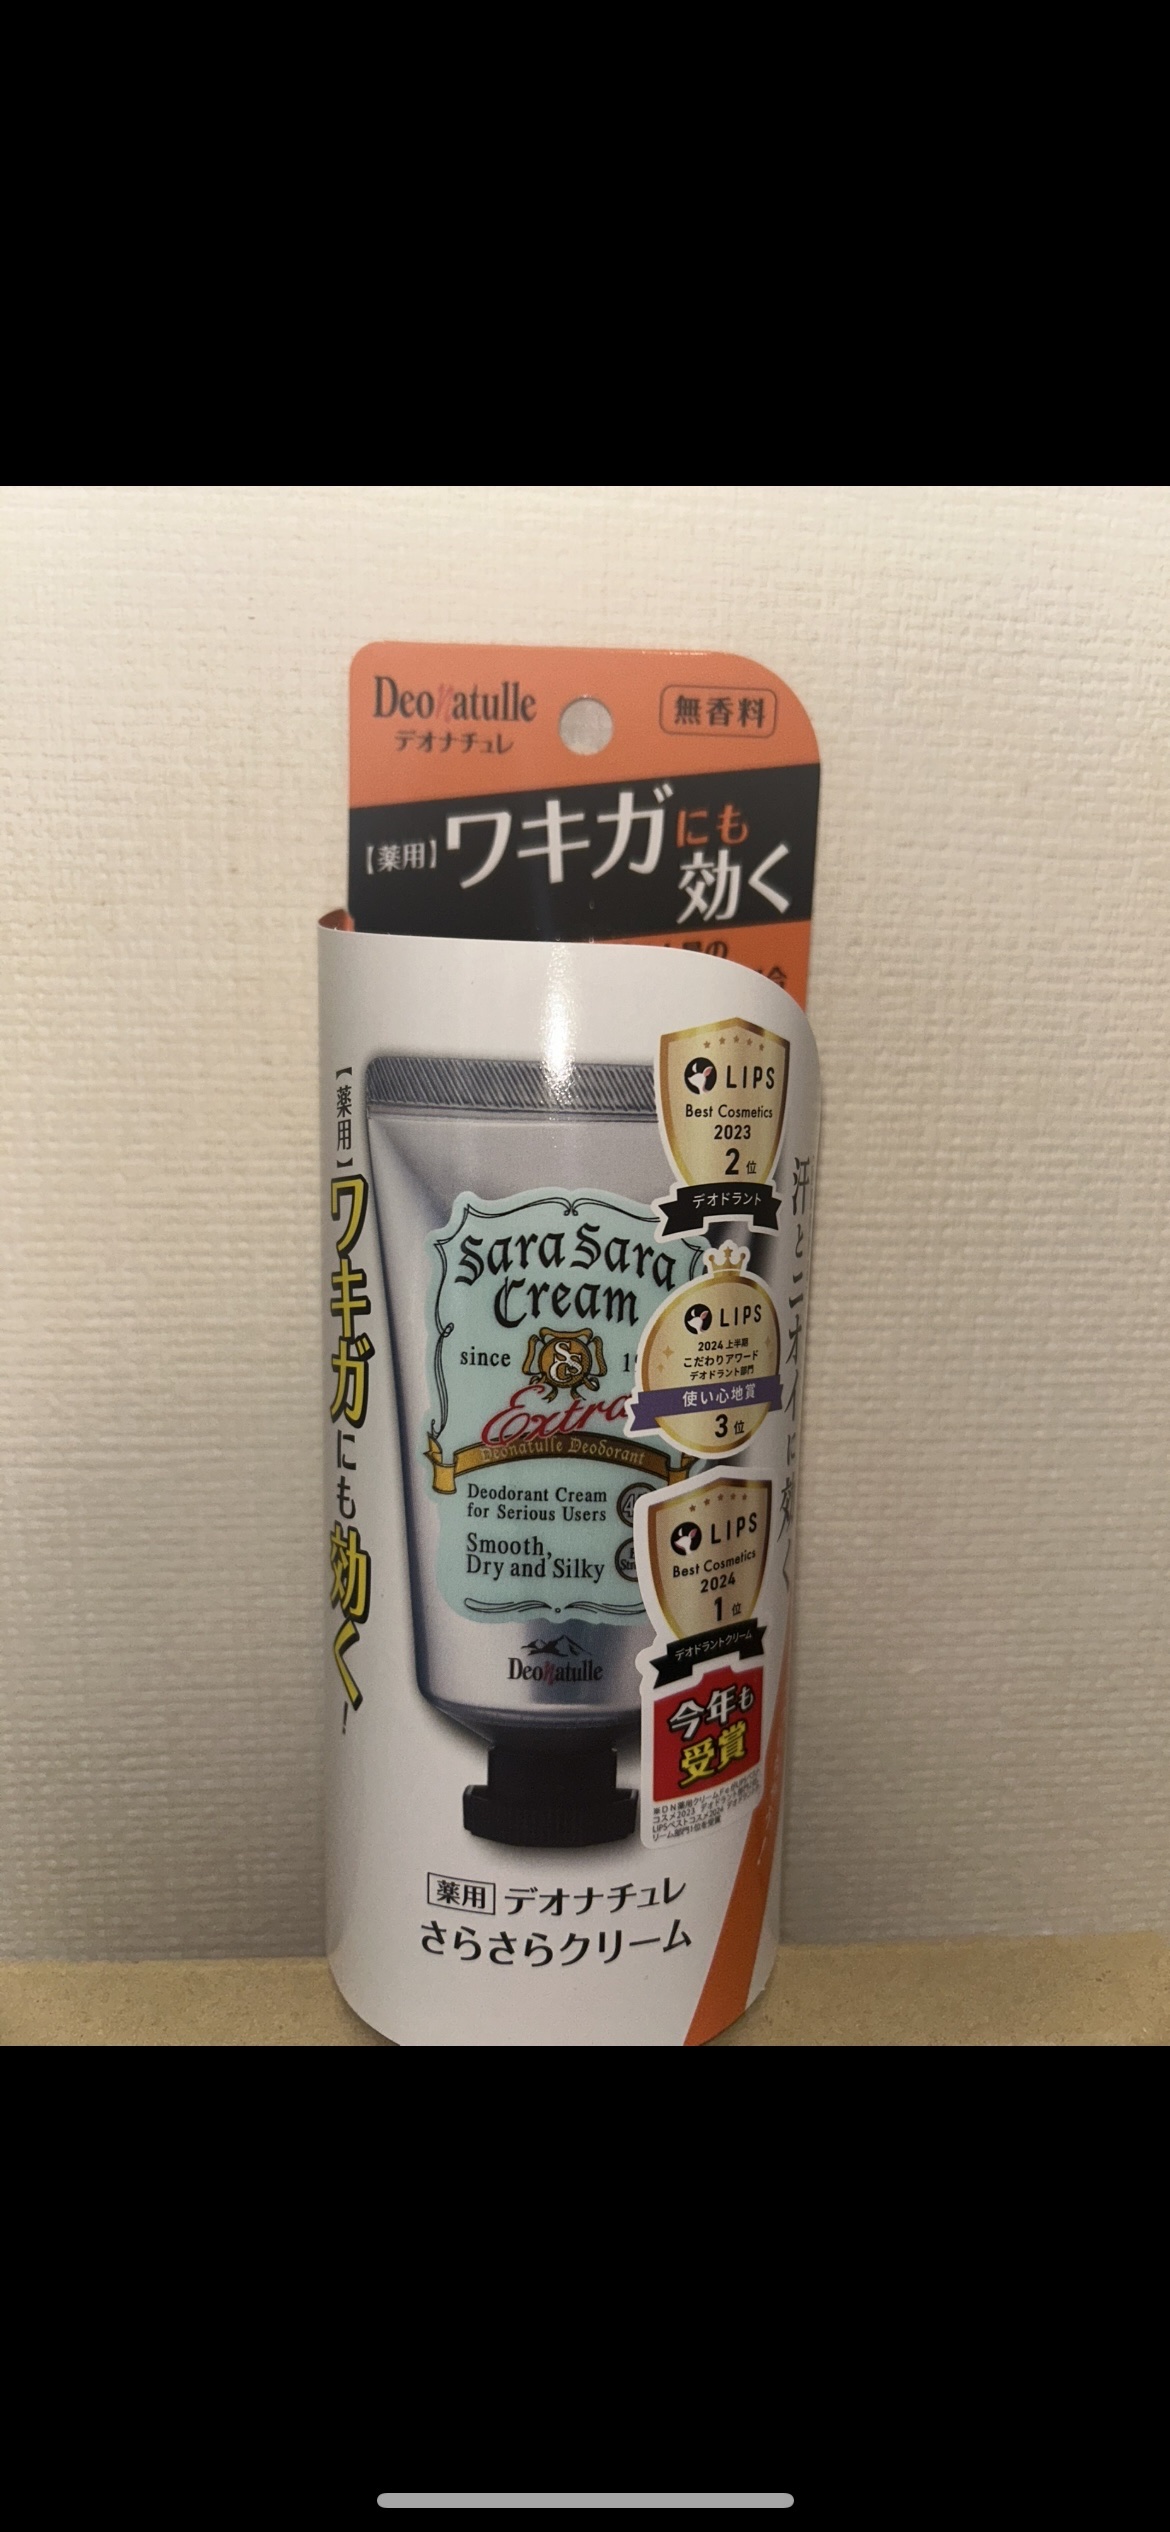 Deonatulle
デオナチュレ
無香料
【薬用】ワキガにも
効く
【薬用】ワキガにも効く!
汗とニオイに効く
LIPS
Best Cosmetics
2023
2位
デオドラント
Sara Sara
Cream
since
Extra
Deonatulle Deodorant
Deodorant Cream
for Serious Users
Smooth,
Dry and Silky
Deonatulle
LIPS
2024 上半期
こだわりアワード
デオドラント部門
使い心地賞
3位
LIPS
Best Cosmetics
2024
1位
デオドラントクリーム
今年も
受賞
薬用 デオナチュレ
さらさらクリーム